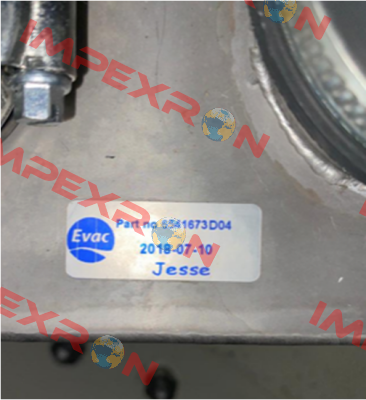 IMPEXRON
IMPEXRON
IMPEXRON
Evac
Part no 6541673D04
2018-07-10
Jesse
IMPEXRON